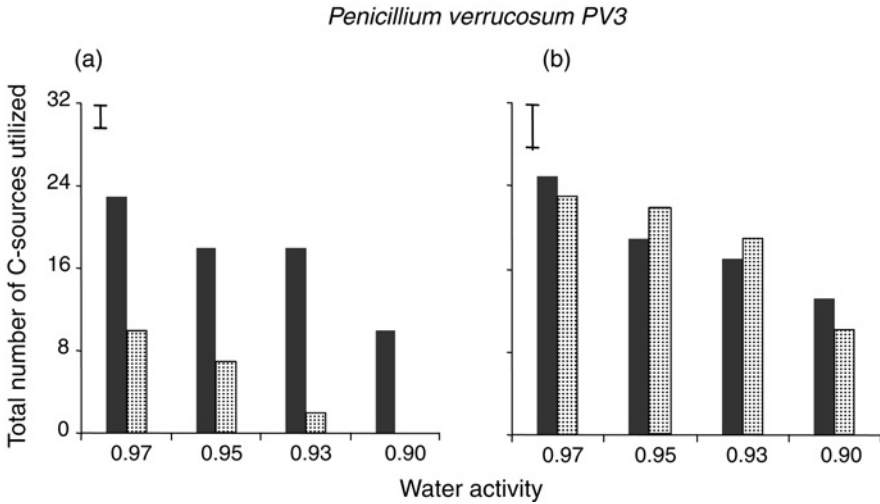 Penicillium verrucosum PV3
(a)
(b)
Total number of C-sources utilized
32
24
16
8
0
0.97 0.95 0.93 0.90
0.97 0.95 0.93 0.90
Water activity